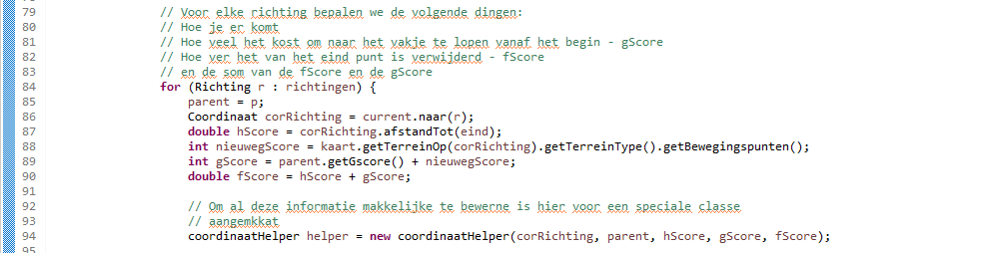 79 // Voor elke richting bepalen we de volgende dingen:
80 // Hoe je er komt
81 // Hoe veel het kost om naar het vakje te lopen vanaf het begin - gScore
82 // Hoe ver het van het eind punt is verwijderd - fScore
83 // en de som van de fScore en de gScore
84 for (Richting r : richtingen) {
85 parent = p;
86 Coordinaat corRichting = current.naar(r);
87 double hScore = corRichting.afstandTot(eind);
88 int nieuwegScore = kaart.getTerreinOp(corRichting).getTerreinType().getBewegingspunten();
89 int gScore = parent.getGscore() + nieuwegScore;
90 double fScore = hScore + gScore;
91
92 // Om al deze informatie makkelijke te bewerne is hier voor een speciale classe
93 // aangemkkat
94 coordinaatHelper helper = new coordinaatHelper(corRichting, parent, hScore, gScore, fScore);
95